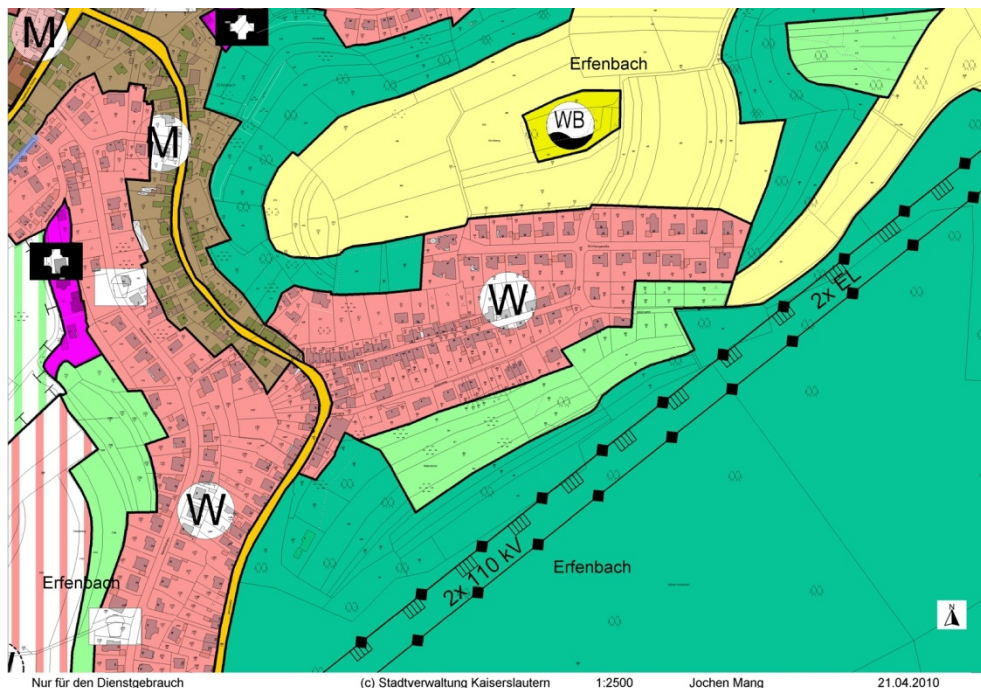 M
Erfenbach
WB
M
W
2x EL
W
2x 110 kV
Erfenbach
Erfenbach
N
Nur für den Dienstgebrauch (c) Stadtverwaltung Kaiserslautern 1:2500 Jochen Mang 21.04.2010